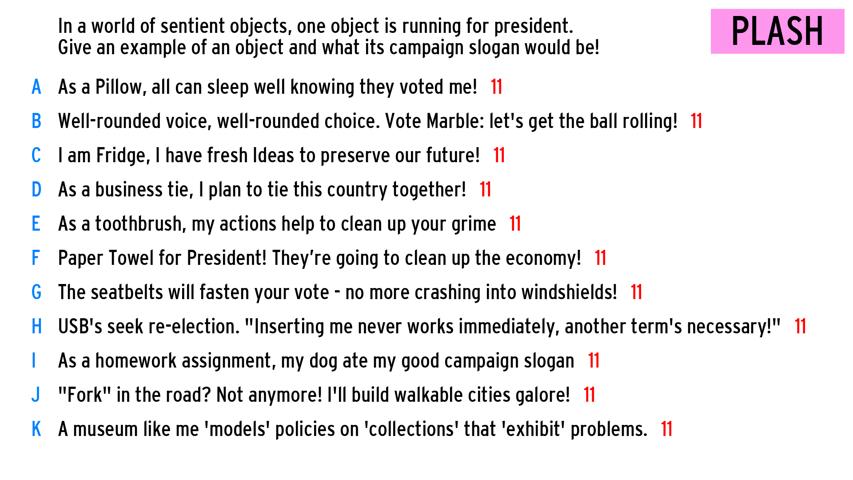 In a world of sentient objects, one object is running for president.
Give an example of an object and what its campaign slogan would be!
PLASH
A As a Pillow, all can sleep well knowing they voted me! 11
B Well-rounded voice, well-rounded choice. Vote Marble: let's get the ball rolling! 11
C I am Fridge, I have fresh Ideas to preserve our future! 11
D As a business tie, I plan to tie this country together! 11
E As a toothbrush, my actions help to clean up your grime 11
F Paper Towel for President! They’re going to clean up the economy! 11
G The seatbelts will fasten your vote - no more crashing into windshields! 11
H USB's seek re-election. "Inserting me never works immediately, another term's necessary!" 11
I As a homework assignment, my dog ate my good campaign slogan 11
J "Fork" in the road? Not anymore! I'll build walkable cities galore! 11
K A museum like me 'models' policies on 'collections' that 'exhibit' problems. 11